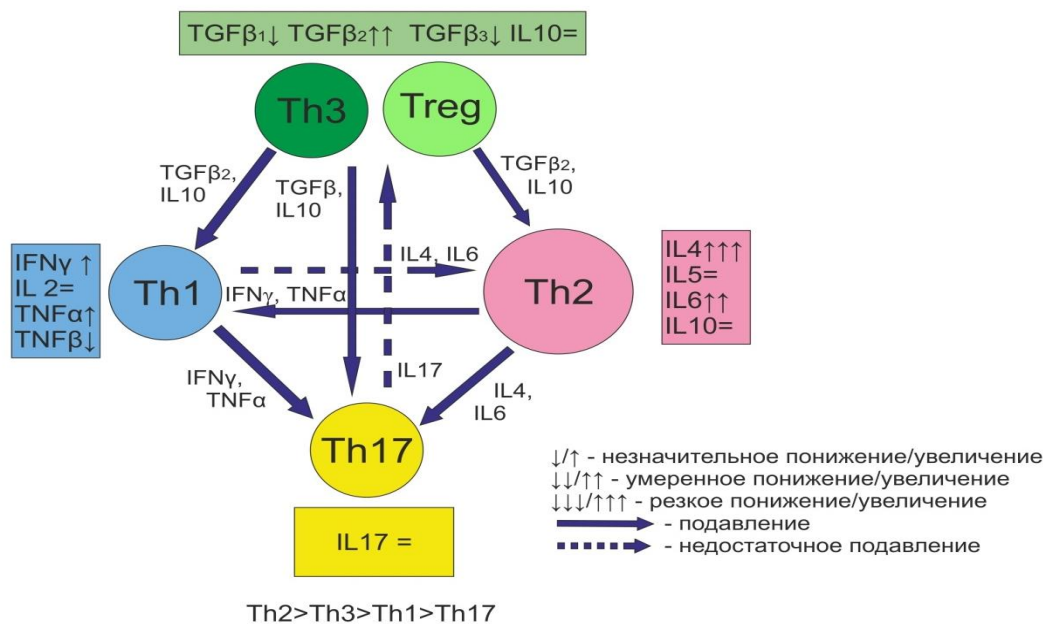 TGFβ1↓ TGFβ2↑↑ TGFβ3↓ IL10=
Th3
Treg
TGFβ2,
IL10
TGFβ,
IL10
TGFβ2,
IL10
IFNγ ↑
IL 2=
TNFα↑
TNFβ↓
Th1
IL4, IL6
IFNγ, TNFα
Th2
IL4↑↑↑
IL5=
IL6↑↑
IL10=
IFNγ,
TNFα
IL17
IL4,
IL6
Th17
IL17 =
Th2>Th3>Th1>Th17
↓/↑ - незначительное понижение/увеличение
↓↓/↑↑ - умеренное понижение/увеличение
↓↓↓/↑↑↑ - резкое понижение/увеличение
- подавление
- недостаточное подавление